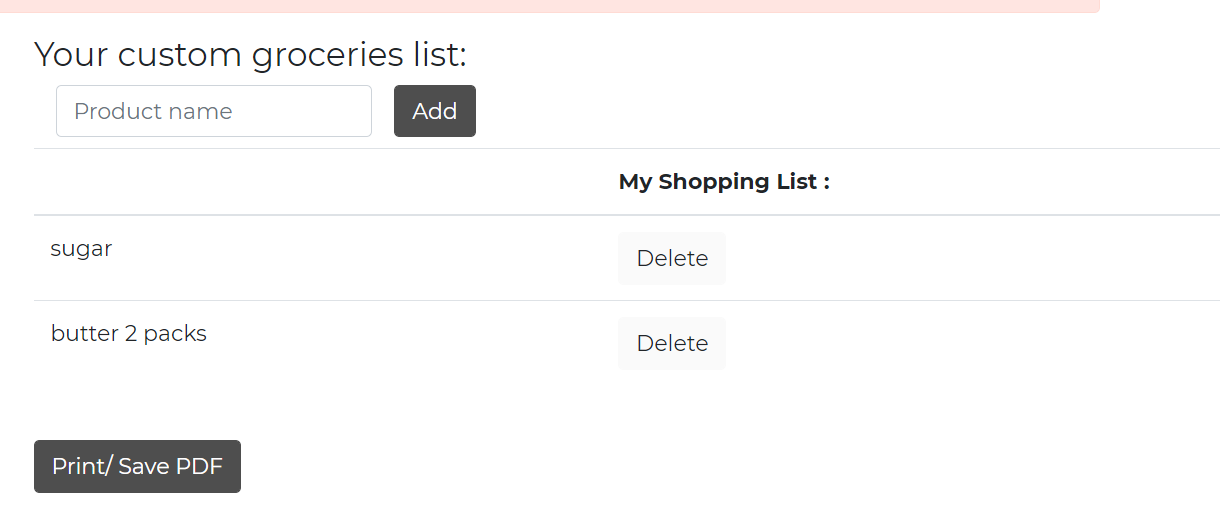 Your custom groceries list:
Product name
Add
My Shopping List :
sugar
Delete
butter 2 packs
Delete
Print/ Save PDF